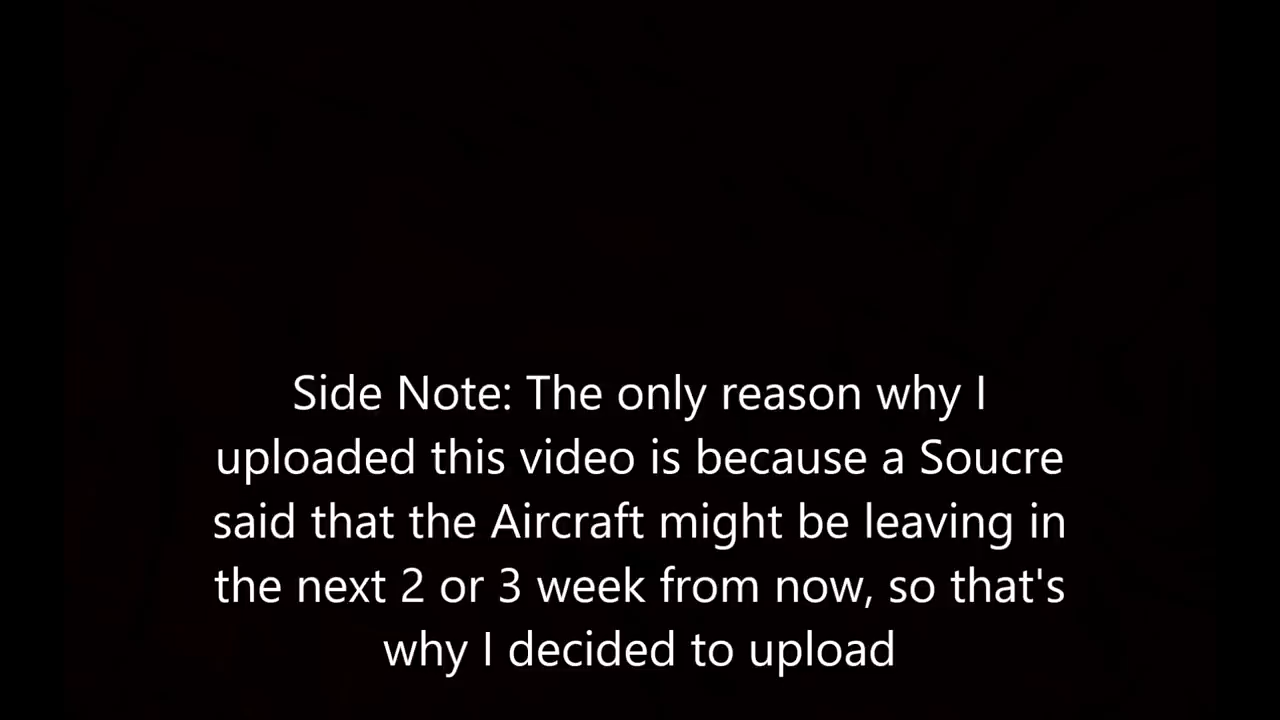 Side Note: The only reason why I
uploaded this video is because a Soucre
said that the Aircraft might be leaving in
the next 2 or 3 week from now, so that's
why I decided to upload